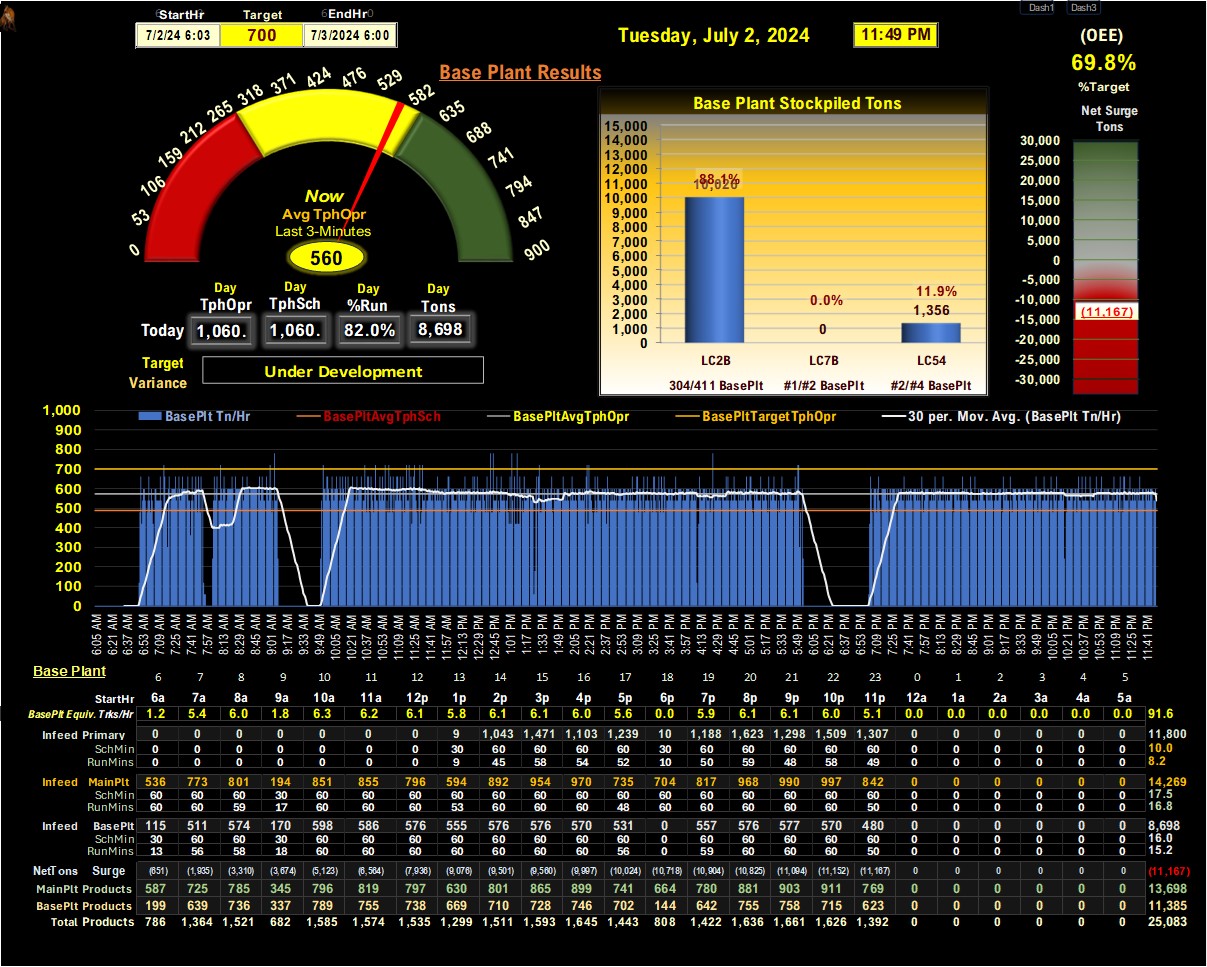 Dash1 Dash3
StartHr Target EndHr
7/2/24 6:03 700 7/3/2024 6:00
Tuesday, July 2, 2024 11:49 PM
(OEE)
69.8%
%Target
Net Surge
Tons
Base Plant Results
0 53 106 159 212 265 318 371 424 476 529 582 635 688 741 794 847 900
Now
Avg TphOpr
Last 3-Minutes
560
Day Day Day Day
TphOpr TphSch %Run Tons
Today 1,060. 1,060. 82.0% 8,698
Target
Variance
Under Development
Base Plant Stockpiled Tons
15,000
14,000
13,000
12,000
11,000
10,000
9,000
8,000
7,000
6,000
5,000
4,000
3,000
2,000
1,000
0
88.1%
10,020
0.0%
0
11.9%
1,356
LC2B LC7B LC54
304/411 BasePlt #1/#2 BasePlt #2/#4 BasePlt
30,000
25,000
20,000
15,000
10,000
5,000
0
-5,000
-10,000
-15,000
-20,000
-25,000
-30,000
(11,167)
BasePlt Tn/Hr BasePltAvgTphSch BasePltAvgTphOpr BasePltTargetTphOpr 30 per. Mov. Avg. (BasePlt Tn/Hr)
1,000
900
800
700
600
500
400
300
200
100
0
6:05 AM 6:21 AM 6:37 AM 6:53 AM 7:09 AM 7:25 AM 7:41 AM 7:57 AM 8:13 AM 8:29 AM 8:45 AM 9:01 AM 9:17 AM 9:33 AM 9:49 AM 10:05 AM 10:21 AM 10:37 AM 10:53 AM 11:09 AM 11:25 AM 11:41 AM 11:57 AM 12:13 PM 12:29 PM 12:45 PM 1:01 PM 1:17 PM 1:33 PM 1:49 PM 2:05 PM 2:21 PM 2:37 PM 2:53 PM 3:09 PM 3:25 PM 3:41 PM 3:57 PM 4:13 PM 4:29 PM 4:45 PM 5:01 PM 5:17 PM 5:33 PM 5:49 PM 6:05 PM 6:21 PM 6:37 PM 6:53 PM 7:09 PM 7:25 PM 7:41 PM 7:57 PM 8:13 PM 8:29 PM 8:45 PM 9:01 PM 9:17 PM 9:33 PM 9:49 PM 10:05 PM 10:21 PM 10:37 PM 10:53 PM 11:09 PM 11:25 PM 11:41 PM
Base Plant 6 7 8 9 10 11 12 13 14 15 16 17 18 19 20 21 22 23 0 1 2 3 4 5
StartHr 6a 7a 8a 9a 10a 11a 12p 1p 2p 3p 4p 5p 6p 7p 8p 9p 10p 11p 12a 1a 2a 3a 4a 5a
BasePlt Equiv. Trks/Hr 1.2 5.4 6.0 1.8 6.3 6.2 6.1 5.8 6.1 6.1 6.0 5.6 0.0 5.9 6.1 6.1 6.0 5.1 0.0 0.0 0.0 0.0 0.0 0.0 91.6
Infeed Primary 0 0 0 0 0 0 0 9 1,043 1,471 1,103 1,239 10 1,188 1,623 1,298 1,509 1,307 0 0 0 0 0 0 11,800
SchMin 0 0 0 0 0 0 0 30 60 60 60 60 30 60 60 60 60 60 0 0 0 0 0 0 10.0
RunMins 0 0 0 0 0 0 0 9 45 58 54 52 10 50 59 48 58 49 0 0 0 0 0 0 8.2
Infeed MainPlt 536 773 801 194 851 855 796 594 892 954 970 735 704 817 968 990 997 842 0 0 0 0 0 0 14,269
SchMin 60 60 60 30 60 60 60 60 60 60 60 60 60 60 60 60 60 60 0 0 0 0 0 0 17.5
RunMins 60 60 59 17 60 60 60 53 60 60 60 48 60 60 60 60 60 50 0 0 0 0 0 0 16.8
Infeed BasePlt 115 511 574 170 598 586 576 555 576 576 570 531 0 557 576 577 570 480 0 0 0 0 0 0 8,698
SchMin 30 60 60 30 60 60 60 60 60 60 60 60 0 60 60 60 60 60 0 0 0 0 0 0 16.0
RunMins 13 56 58 18 60 60 60 60 60 60 60 56 0 59 60 60 60 50 0 0 0 0 0 0 15.2
NetTons Surge (651) (1,935) (3,310) (3,674) (5,123) (6,564) (7,936) (9,076) (9,501) (9,560) (9,997) (10,024) (10,718) (10,904) (10,825) (11,094) (11,152) (11,167) 0 0 0 0 0 0 (11,167)
MainPlt Products 587 725 785 345 796 819 797 630 801 865 899 741 664 780 881 903 911 769 0 0 0 0 0 0 13,698
BasePlt Products 199 639 736 337 789 755 738 669 710 728 746 702 144 642 755 758 715 623 0 0 0 0 0 0 11,385
Total Products 786 1,364 1,521 682 1,585 1,574 1,535 1,299 1,511 1,593 1,645 1,443 808 1,422 1,636 1,661 1,626 1,392 0 0 0 0 0 0 25,083